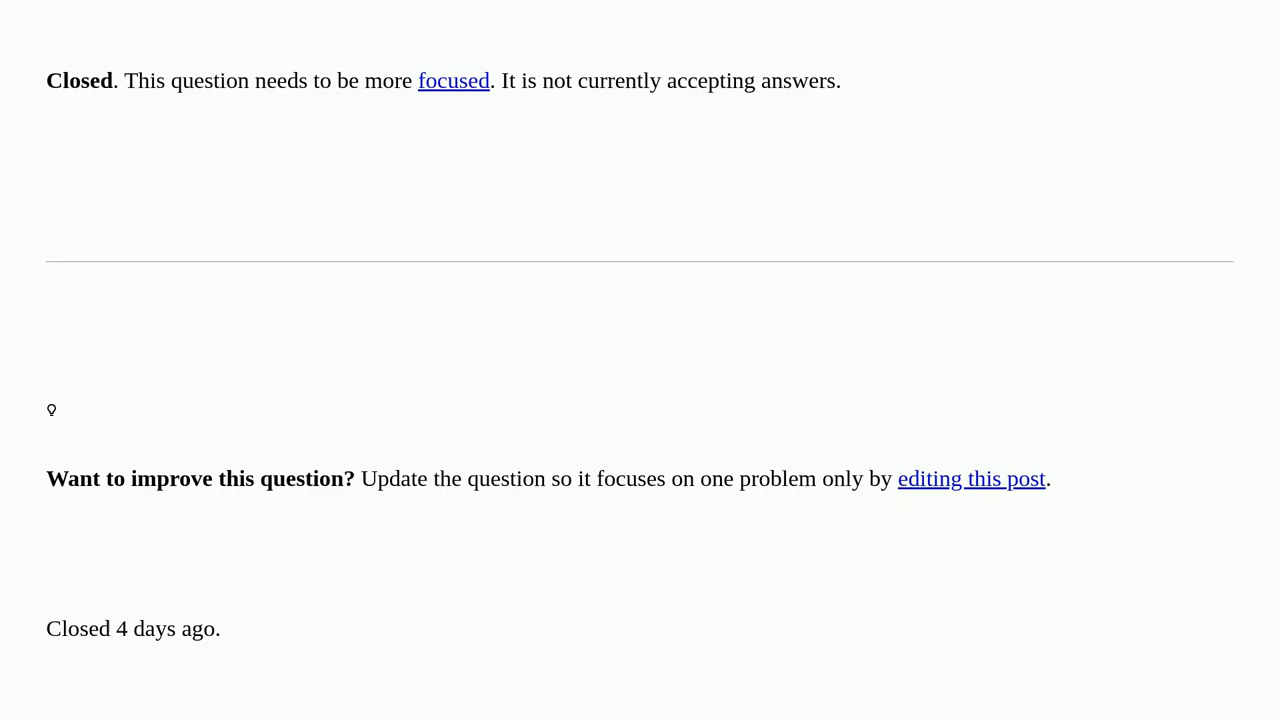 Closed. This question needs to be more focused. It is not currently accepting answers.
Want to improve this question? Update the question so it focuses on one problem only by editing this post.
Closed 4 days ago.